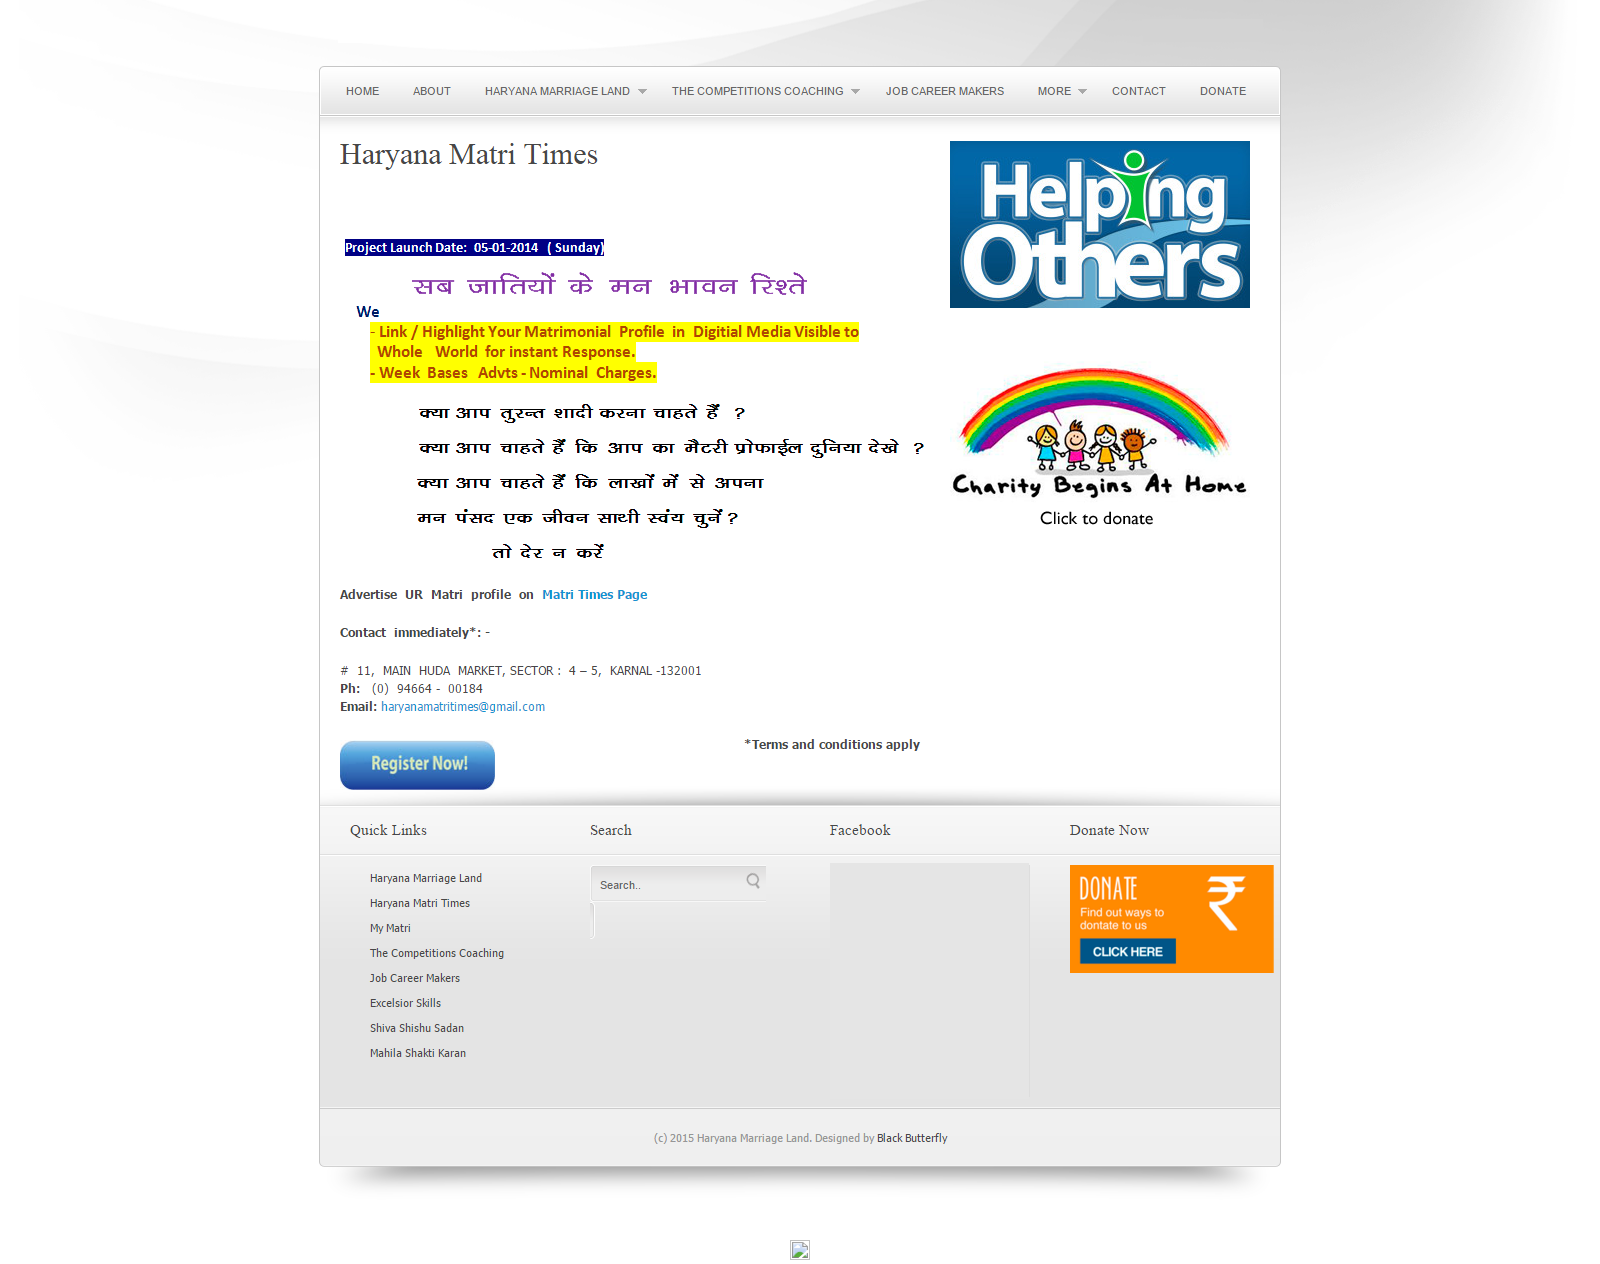 HOME ABOUT HARYANA MARRIAGE LAND THE COMPETITIONS COACHING JOB CAREER MAKERS MORE CONTACT DONATE
Haryana Matri Times
Project Launch Date: 05-01-2014 ( Sunday)
सब जातियों के मन भावन रिश्ते
We
- Link / Highlight Your Matrimonial Profile in Digitial Media Visible to
Whole World for instant Response.
- Week Bases Advts - Nominal Charges.
क्या आप तुरन्त शादी करना चाहते हैं ?
क्या आप चाहते हैं कि आप का मैटरी प्रोफाईल दुनिया देखे ?
क्या आप चाहते हैं कि लाखों में से अपना
मन पंसद एक जीवन साथी स्वंय चुनें ?
तो देर न करें
Advertise UR Matri profile on Matri Times Page
Contact immediately*: -
# 11, MAIN HUDA MARKET, SECTOR : 4 – 5, KARNAL -132001
Ph: (0) 94664 - 00184
Email: haryanamatritimes@gmail.com
*Terms and conditions apply
Register Now!
Helping
Others
Charity Begins At Home
Click to donate
Quick Links
Haryana Marriage Land
Haryana Matri Times
My Matri
The Competitions Coaching
Job Career Makers
Excelsior Skills
Shiva Shishu Sadan
Mahila Shakti Karan
Search
Search..
Facebook
Donate Now
DONATE
Find out ways to
dontate to us
₹
CLICK HERE
(c) 2015 Haryana Marriage Land. Designed by Black Butterfly